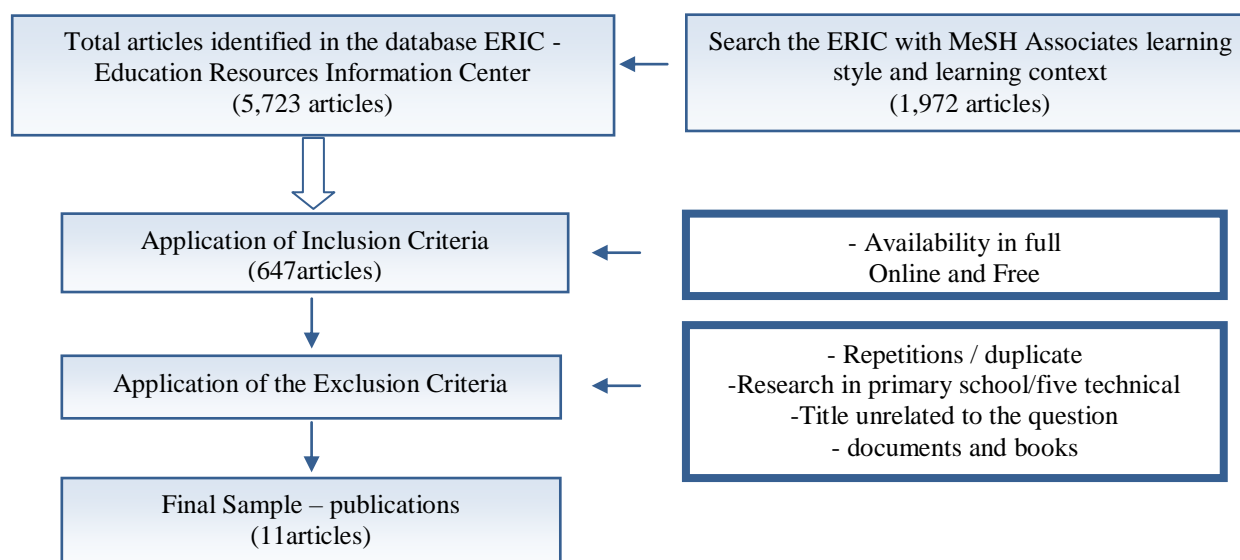 Total articles identified in the database ERIC -
Education Resources Information Center
(5,723 articles)
Search the ERIC with MeSH Associates learning
style and learning context
(1,972 articles)
Application of Inclusion Criteria
(647articles)
- Availability in full
Online and Free
Application of the Exclusion Criteria
- Repetitions / duplicate
-Research in primary school/five technical
-Title unrelated to the question
- documents and books
Final Sample – publications
(11articles)